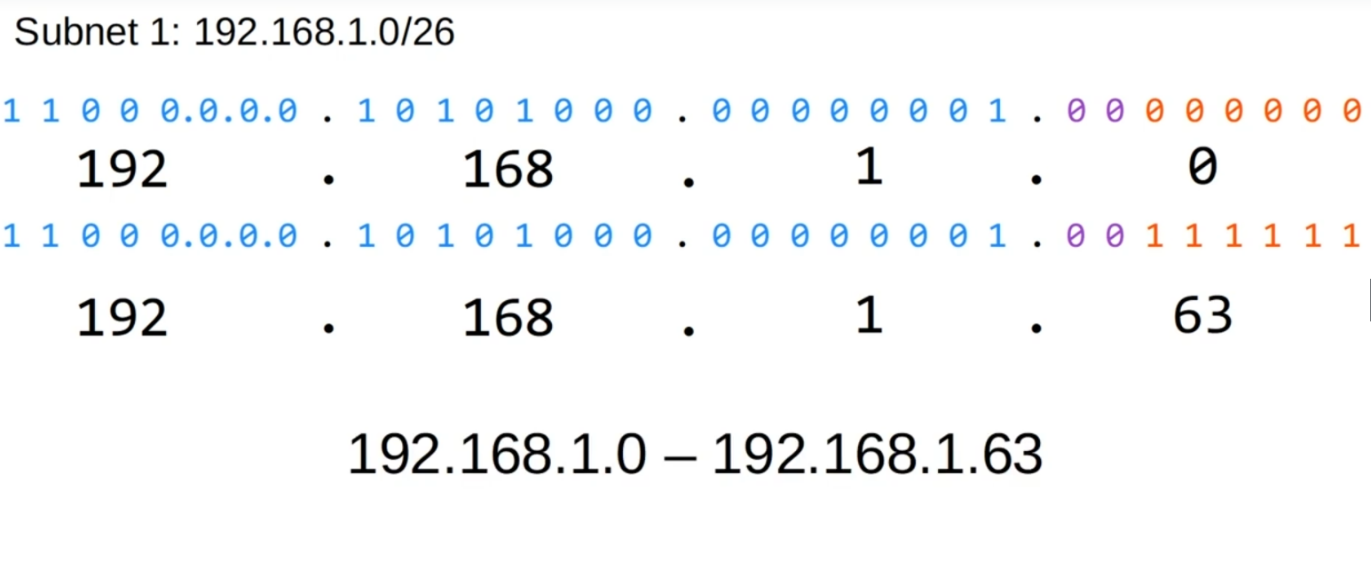 Subnet 1: 192.168.1.0/26
1 1 0 0 0.0.0.0 . 1 0 1 0 1 0 0 0 . 0 0 0 0 0 0 0 1 . 0 0 0 0 0 0 0 0
192 . 168 . 1 . 0
1 1 0 0 0.0.0.0 . 1 0 1 0 1 0 0 0 . 0 0 0 0 0 0 0 1 . 0 0 1 1 1 1 1 1
192 . 168 . 1 . 63
192.168.1.0 – 192.168.1.63